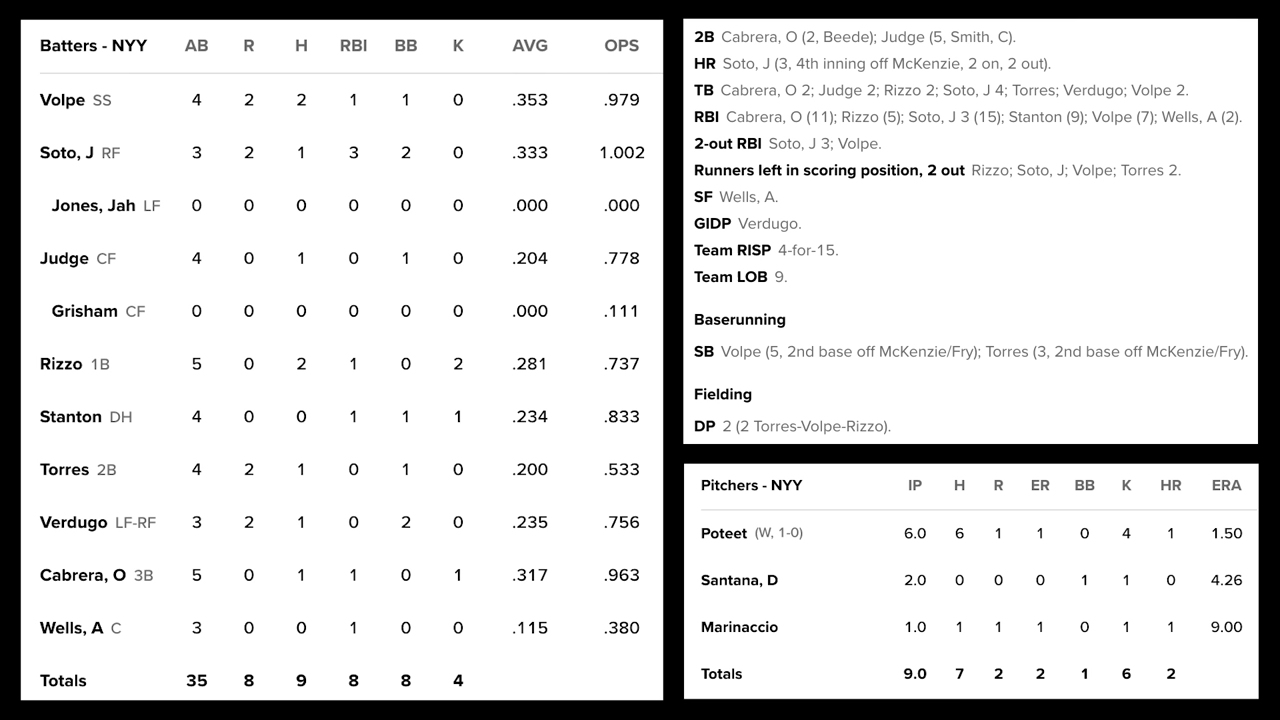 Batters - NYY AB R H RBI BB K AVG OPS
Volpe SS 4 2 2 1 1 0 .353 .979
Soto, J RF 3 2 1 3 2 0 .333 1.002
Jones, Jah LF 0 0 0 0 0 0 .000 .000
Judge CF 4 0 1 0 1 0 .204 .778
Grisham CF 0 0 0 0 0 0 .000 .111
Rizzo 1B 5 0 2 1 0 2 .281 .737
Stanton DH 4 0 0 1 1 1 .234 .833
Torres 2B 4 2 1 0 1 0 .200 .533
Verdugo LF-RF 3 2 1 0 2 0 .235 .756
Cabrera, O 3B 5 0 1 1 0 1 .317 .963
Wells, A C 3 0 0 1 0 0 .115 .380
Totals 35 8 9 8 8 4
2B Cabrera, O (2, Beede); Judge (5, Smith, C).
HR Soto, J (3, 4th inning off McKenzie, 2 on, 2 out).
TB Cabrera, O 2; Judge 2; Rizzo 2; Soto, J 4; Torres; Verdugo; Volpe 2.
RBI Cabrera, O (11); Rizzo (5); Soto, J 3 (15); Stanton (9); Volpe (7); Wells, A (2).
2-out RBI Soto, J 3; Volpe.
Runners left in scoring position, 2 out Rizzo; Soto, J; Volpe; Torres 2.
SF Wells, A.
GIDP Verdugo.
Team RISP 4-for-15.
Team LOB 9.
Baserunning
SB Volpe (5, 2nd base off McKenzie/Fry); Torres (3, 2nd base off McKenzie/Fry).
Fielding
DP 2 (2 Torres-Volpe-Rizzo).
Pitchers - NYY IP H R ER BB K HR ERA
Poteet (W, 1-0) 6.0 6 1 1 0 4 1 1.50
Santana, D 2.0 0 0 0 1 1 0 4.26
Marinaccio 1.0 1 1 1 0 1 1 9.00
Totals 9.0 7 2 2 1 6 2